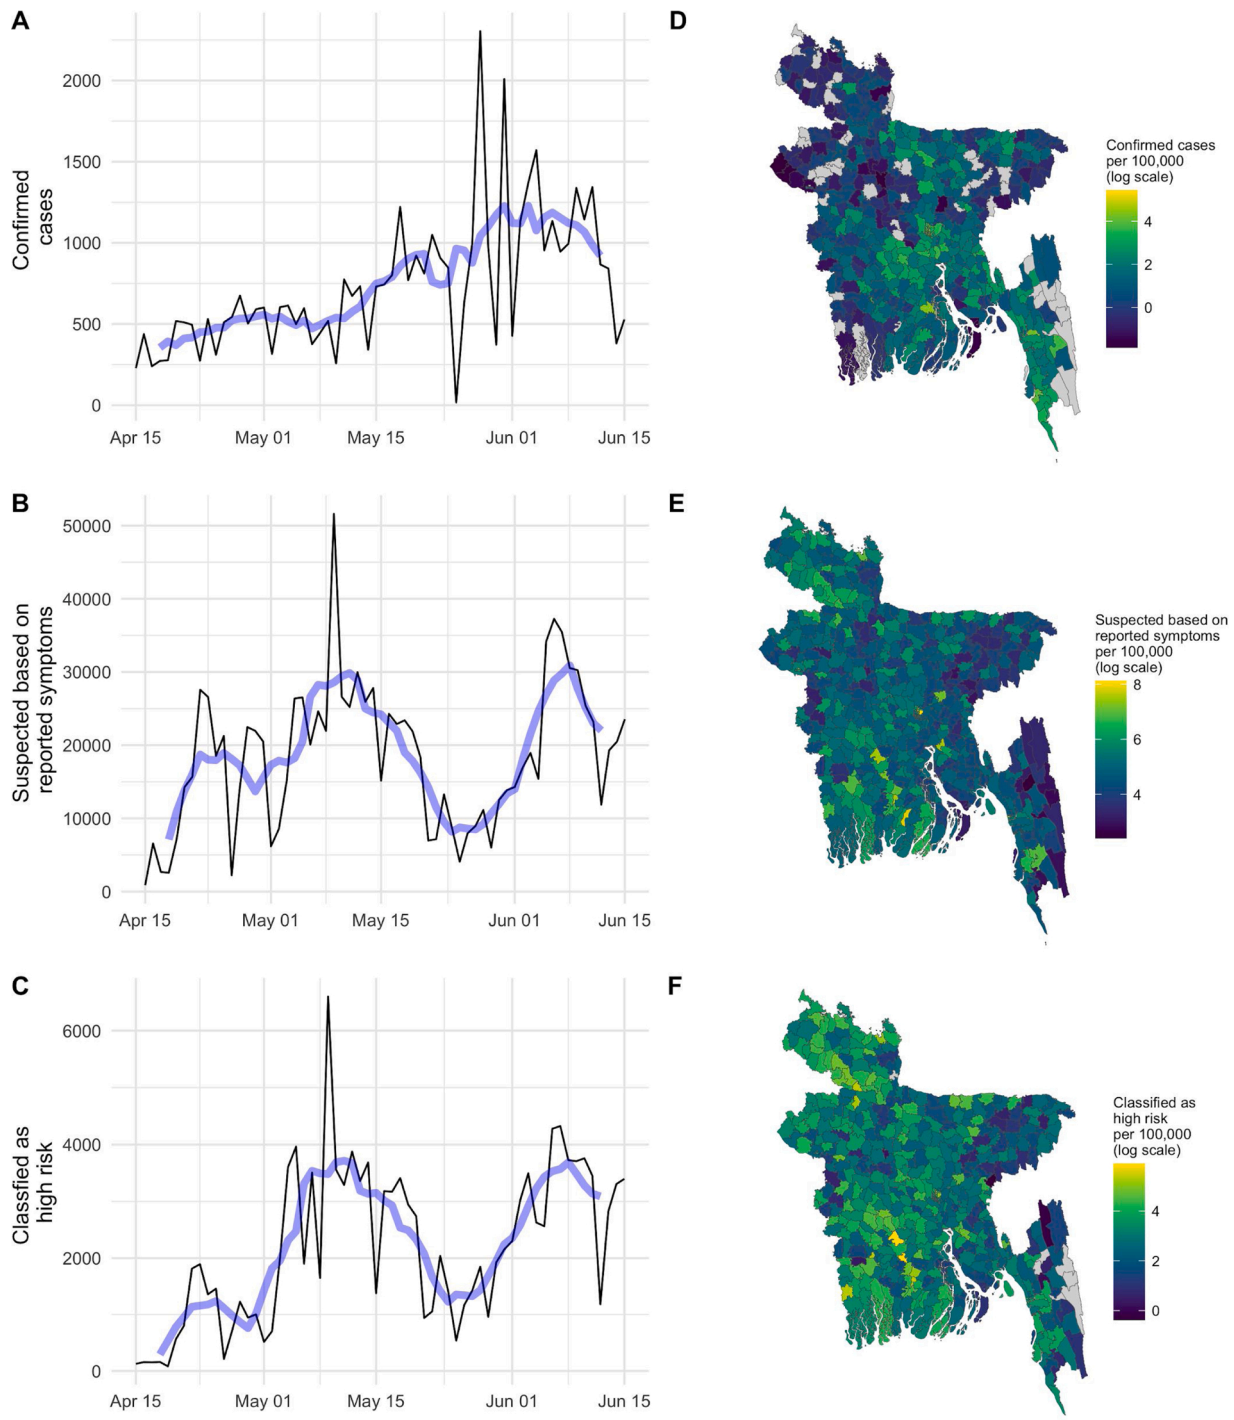 A
Confirmed
cases
2000
1500
1000
500
0
Apr 15
May 01
May 15
Jun 01
Jun 15
D
Confirmed cases
per 100,000
(log scale)
4
2
0
B
Suspected based on
reported symptoms
50000
40000
30000
20000
10000
0
Apr 15
May 01
May 15
Jun 01
Jun 15
E
Suspected based on
reported symptoms
per 100,000
(log scale)
8
6
4
C
Classfied as
high risk
6000
4000
2000
0
Apr 15
May 01
May 15
Jun 01
Jun 15
F
Classified as
high risk
per 100,000
(log scale)
4
2
0